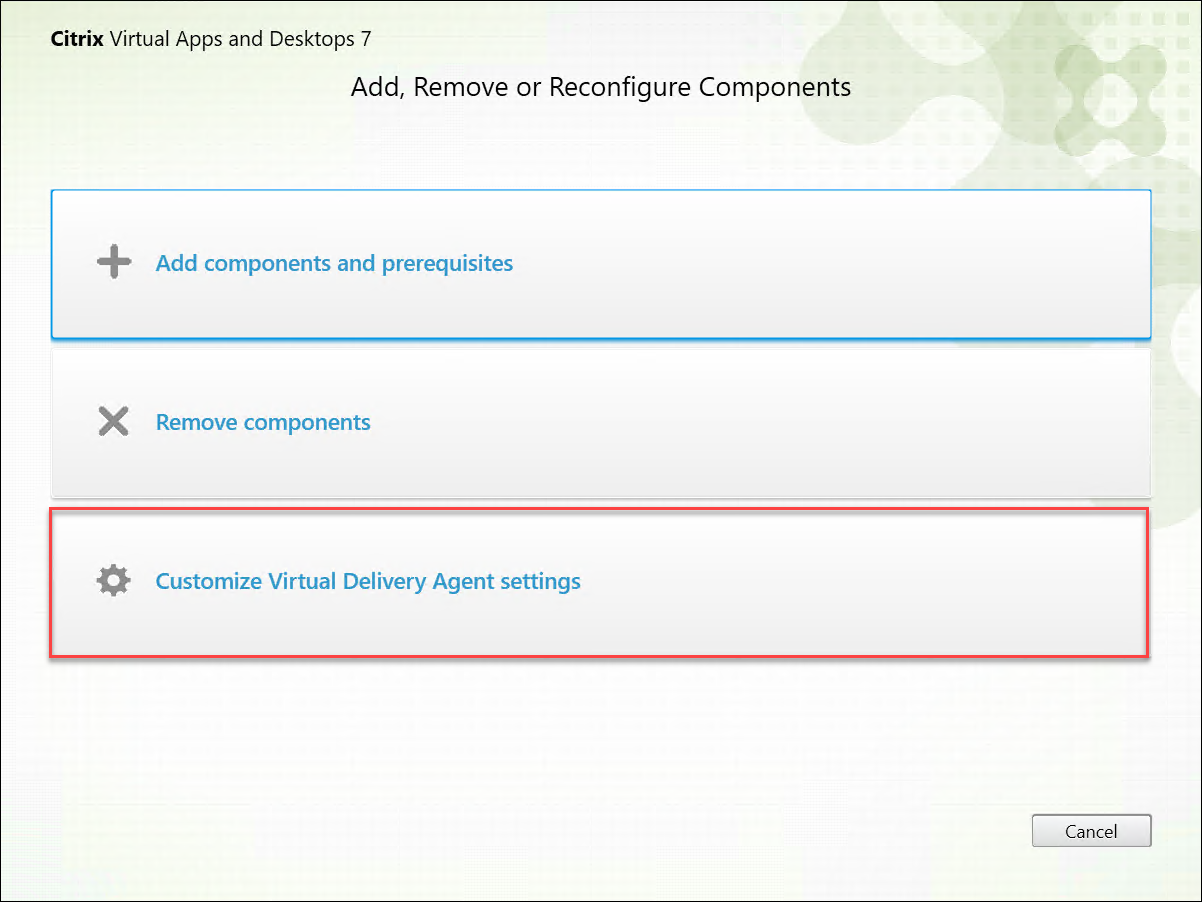 Citrix Virtual Apps and Desktops 7
Add, Remove or Reconfigure Components
Add components and prerequisites
Remove components
Customize Virtual Delivery Agent settings
Cancel